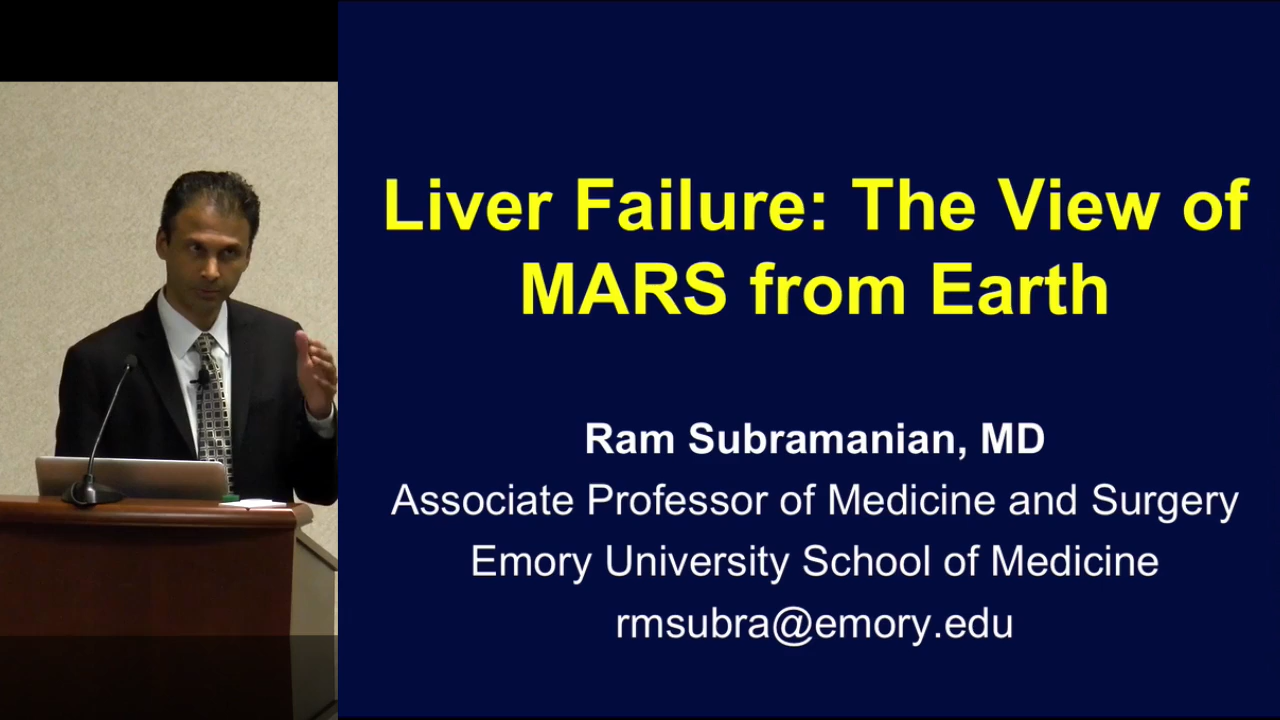 Liver Failure: The View of
MARS from Earth
Ram Subramanian, MD
Associate Professor of Medicine and Surgery
Emory University School of Medicine
rmsubra@emory.edu